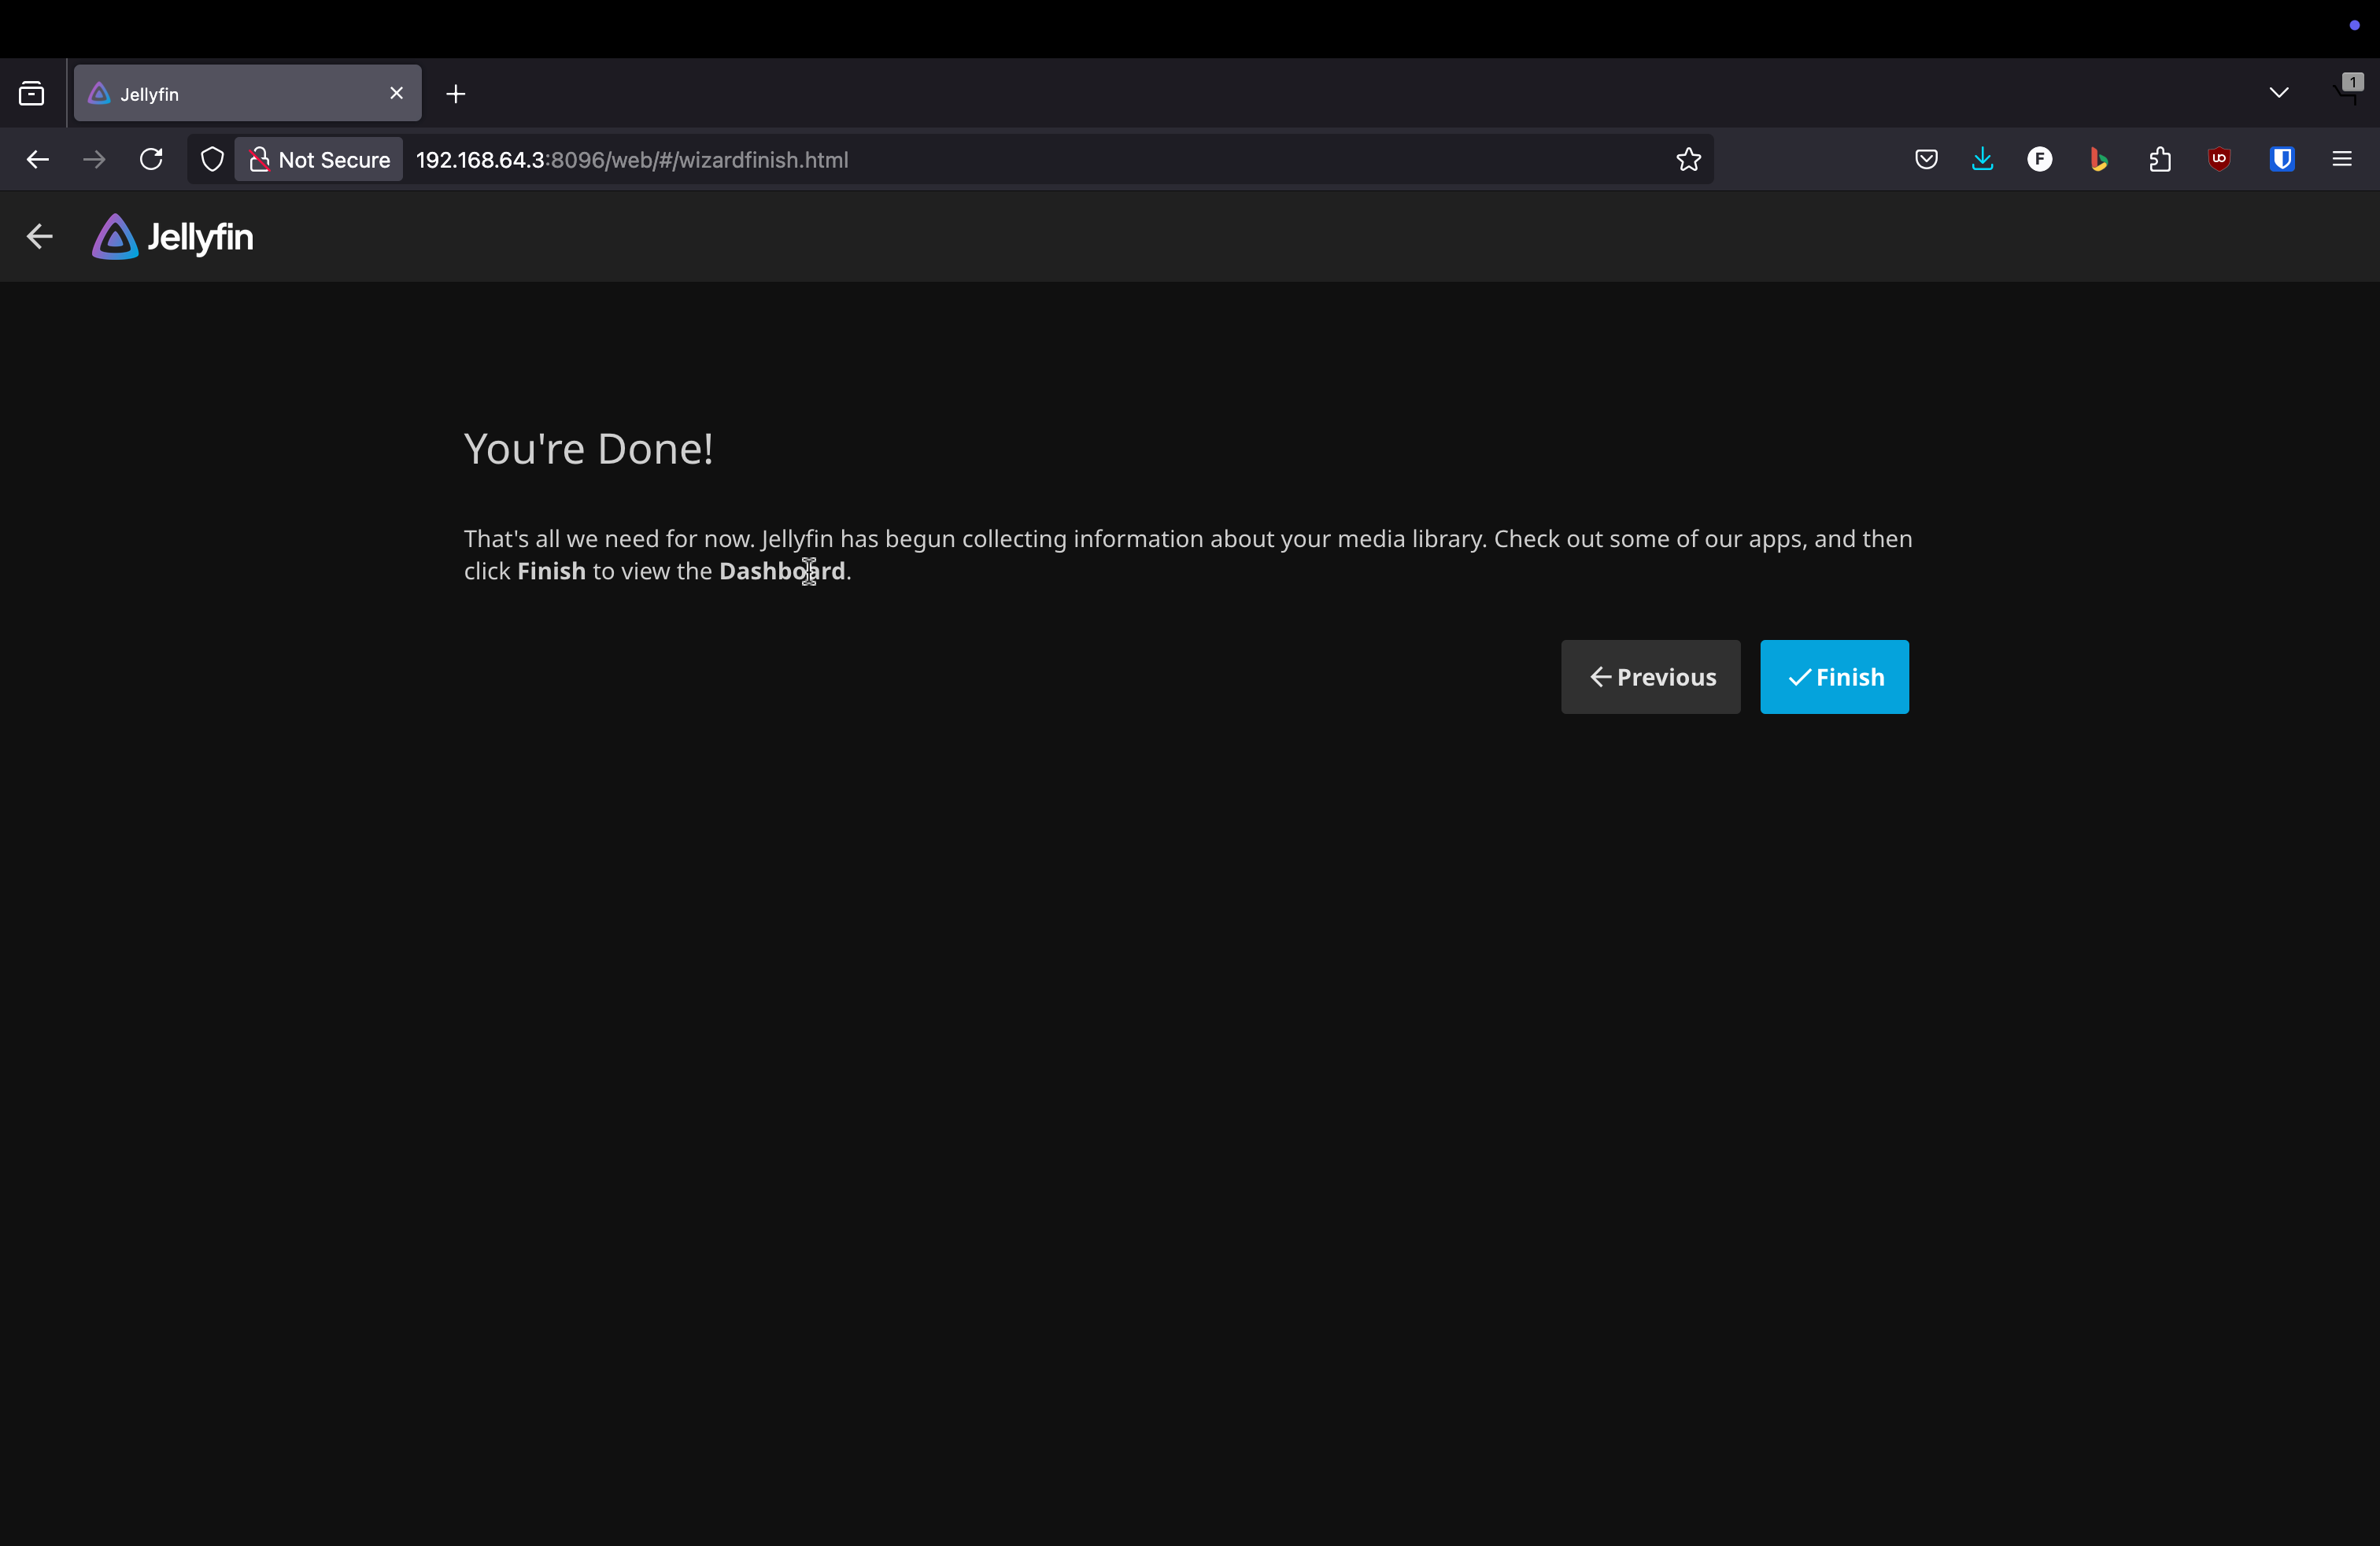 1
Jellyfin
Not Secure 192.168.64.3:8096/web/#/wizardfinish.html
F
UO
Jellyfin
You're Done!
That's all we need for now. Jellyfin has begun collecting information about your media library. Check out some of our apps, and then
click Finish to view the Dashboard.
Previous Finish